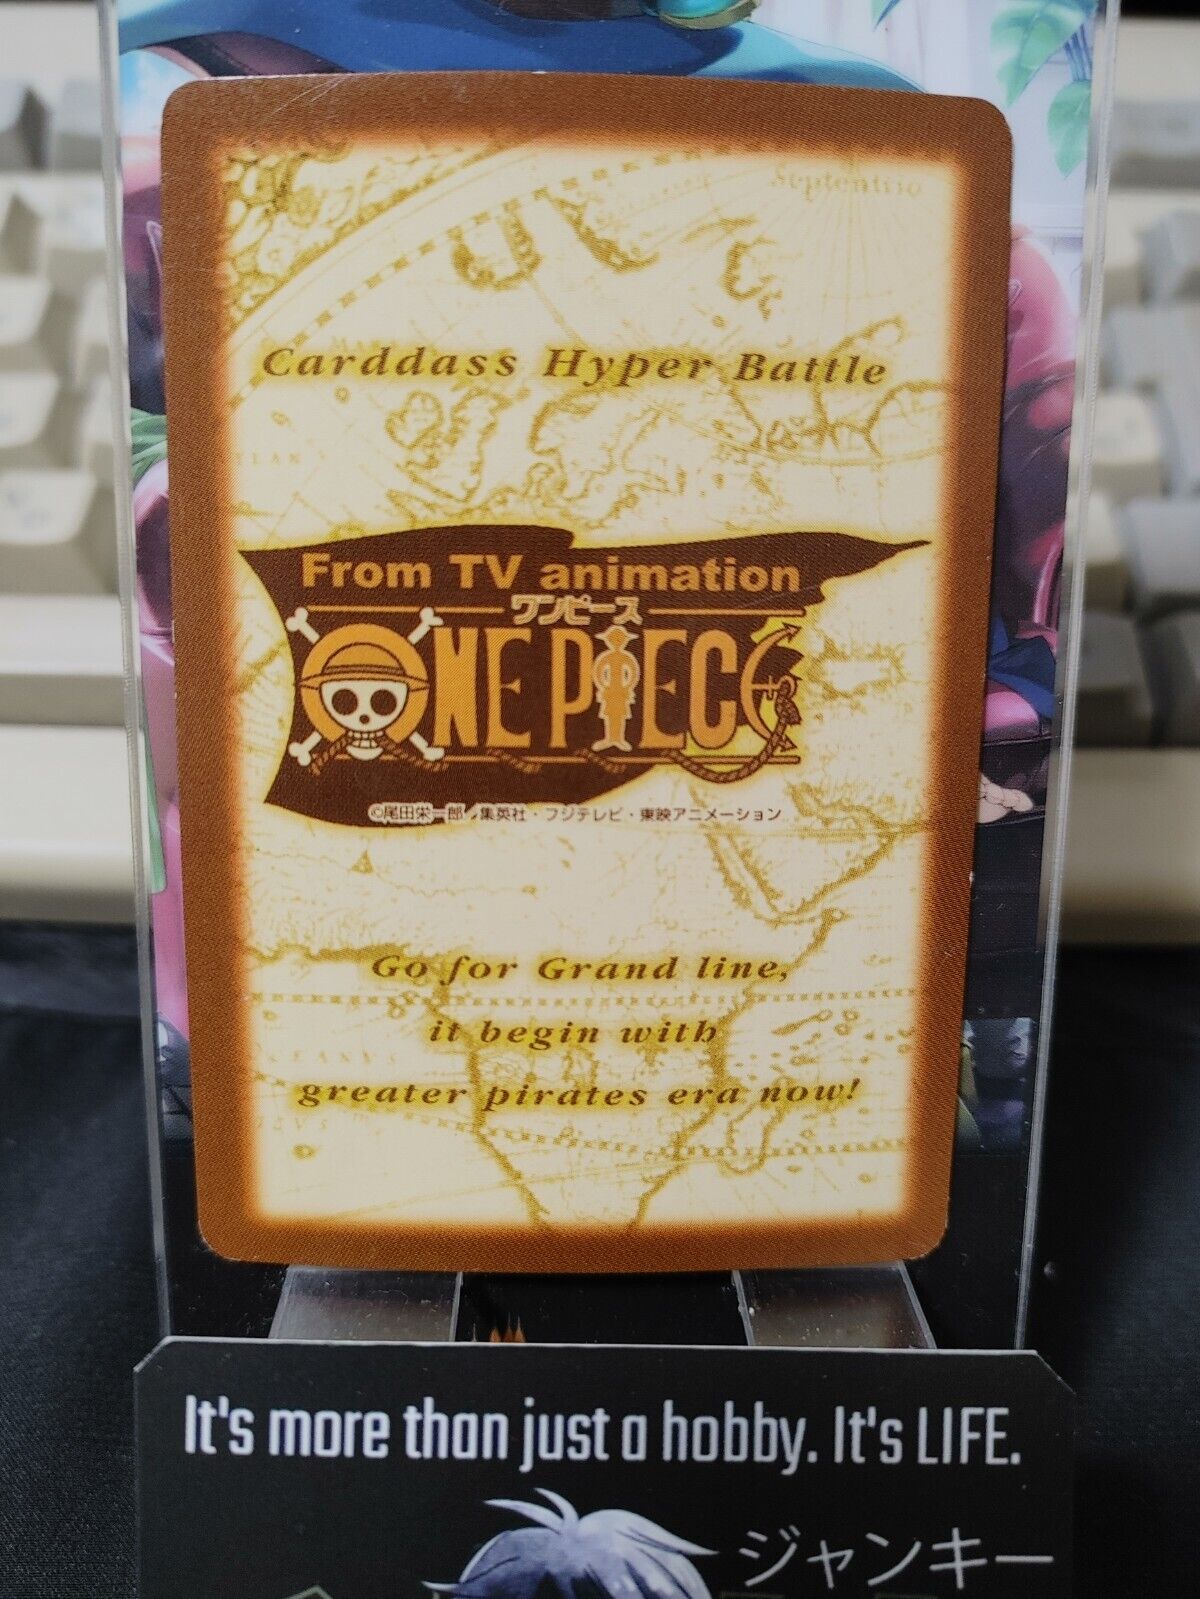 Septentrio
Carddass Hyper Battle
From TV animation
ワンピース
ONE PIECE
©尾田栄一郎／集英社・フジテレビ・東映アニメーション
Go for Grand line,
it begin with
greater pirates era now!
It's more than just a hobby. It's LIFE.
ジャンキー